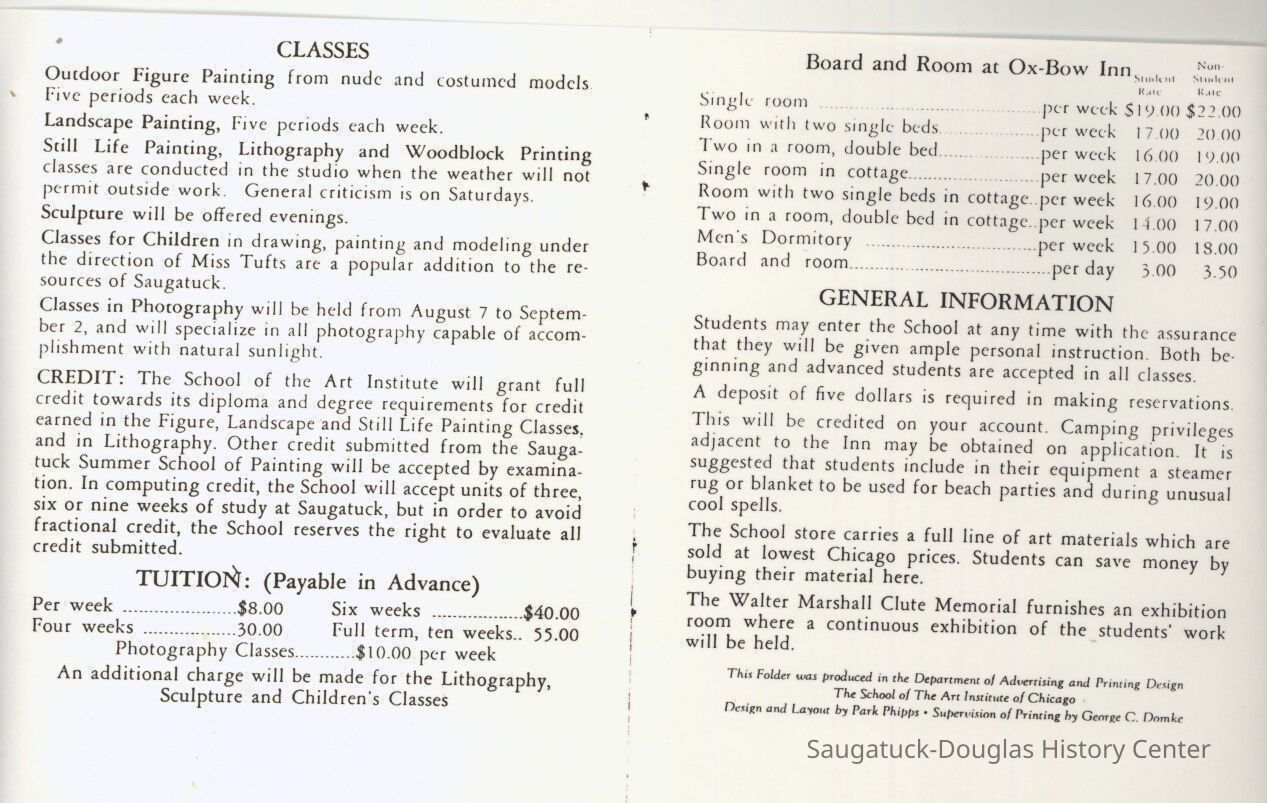 CLASSES
Outdoor Figure Painting from nude and costumed models.
Five periods each week.
Landscape Painting, Five periods each week.
Still Life Painting, Lithography and Woodblock Printing
classes are conducted in the studio when the weather will not
permit outside work. General criticism is on Saturdays.
Sculpture will be offered evenings.
Classes for Children in drawing, painting and modeling under
the direction of Miss Tufts are a popular addition to the re-
sources of Saugatuck.
Classes in Photography will be held from August 7 to Septem-
ber 2, and will specialize in all photography capable of accom-
plishment with natural sunlight.
CREDIT: The School of the Art Institute will grant full
credit towards its diploma and degree requirements for credit
earned in the Figure, Landscape and Still Life Painting Classes,
and in Lithography. Other credit submitted from the Sauga-
tuck Summer School of Painting will be accepted by examina-
tion. In computing credit, the School will accept units of three,
six or nine weeks of study at Saugatuck, but in order to avoid
fractional credit, the School reserves the right to evaluate all
credit submitted.
TUITION: (Payable in Advance)
Per week ......................$8.00 Six weeks ..................$40.00
Four weeks ..................30.00 Full term, ten weeks.. 55.00
Photography Classes............$10.00 per week
An additional charge will be made for the Lithography,
Sculpture and Children's Classes
Board and Room at Ox-Bow Inn
Student Rate Non-Student Rate
Single room ..........................................per week $19.00 $22.00
Room with two single beds...................per week 17.00 20.00
Two in a room, double bed...................per week 16.00 19.00
Single room in cottage.........................per week 17.00 20.00
Room with two single beds in cottage..per week 16.00 19.00
Two in a room, double bed in cottage..per week 14.00 17.00
Men's Dormitory ................................per week 15.00 18.00
Board and room.....................................per day 3.00 3.50
GENERAL INFORMATION
Students may enter the School at any time with the assurance
that they will be given ample personal instruction. Both be-
ginning and advanced students are accepted in all classes.
A deposit of five dollars is required in making reservations.
This will be credited on your account. Camping privileges
adjacent to the Inn may be obtained on application. It is
suggested that students include in their equipment a steamer
rug or blanket to be used for beach parties and during unusual
cool spells.
The School store carries a full line of art materials which are
sold at lowest Chicago prices. Students can save money by
buying their material here.
The Walter Marshall Clute Memorial furnishes an exhibition
room where a continuous exhibition of the students' work
will be held.
This Folder was produced in the Department of Advertising and Printing Design
The School of The Art Institute of Chicago
Design and Layout by Park Phipps • Supervision of Printing by George C. Domke
Saugatuck-Douglas History Center